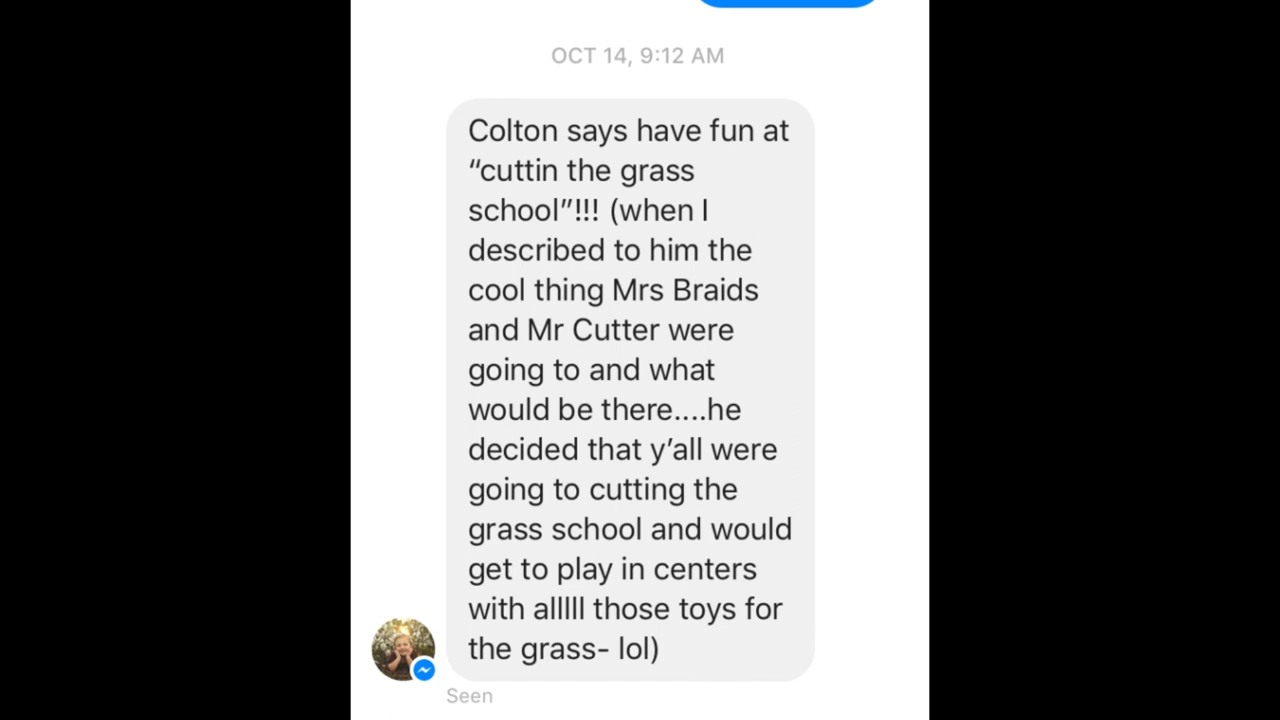 OCT 14, 9:12 AM
Colton says have fun at
“cuttin the grass
school”!!! (when I
described to him the
cool thing Mrs Braids
and Mr Cutter were
going to and what
would be there....he
decided that y’all were
going to cutting the
grass school and would
get to play in centers
with alllll those toys for
the grass- lol)
Seen